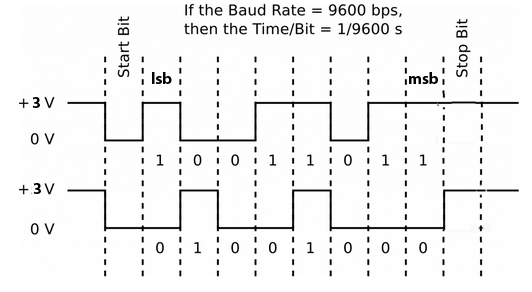 If the Baud Rate = 9600 bps,
then the Time/Bit = 1/9600 s
Start Bit
Stop Bit
lsb
msb
+3 V
0 V
1 0 0 1 1 0 1 1
+3 V
0 V
0 1 0 0 1 0 0 0